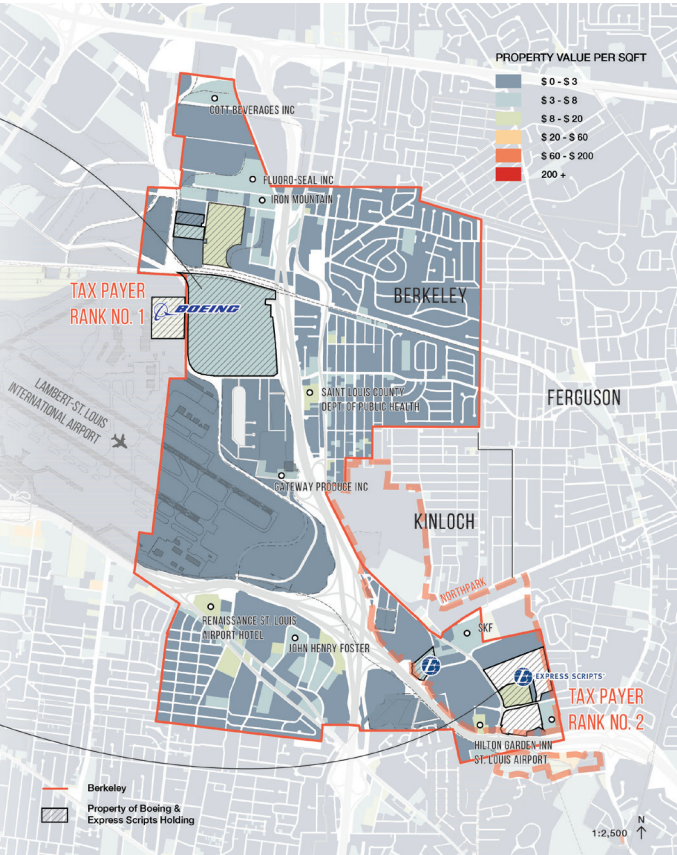 PROPERTY VALUE PER SQFT
$ 0 - $ 3
$ 3 - $ 8
$ 8 - $ 20
$ 20 - $ 60
$ 60 - $ 200
200 +
COTT BEVERAGES INC
FLUORO-SEAL INC
IRON MOUNTAIN
BERKELEY
TAX PAYER
RANK NO. 1
BOEING
LAMBERT-ST. LOUIS
INTERNATIONAL AIRPORT
SAINT LOUIS COUNTY
DEPT OF PUBLIC HEALTH
FERGUSON
GATEWAY PRODUCE INC
KINLOCH
NORTHPARK
RENAISSANCE ST. LOUIS
AIRPORT HOTEL
JOHN HENRY FOSTER
SKF
EXPRESS SCRIPTS
TAX PAYER
RANK NO. 2
HILTON GARDEN INN
ST. LOUIS AIRPORT
Berkeley
Property of Boeing &
Express Scripts Holding
N
1:2,500